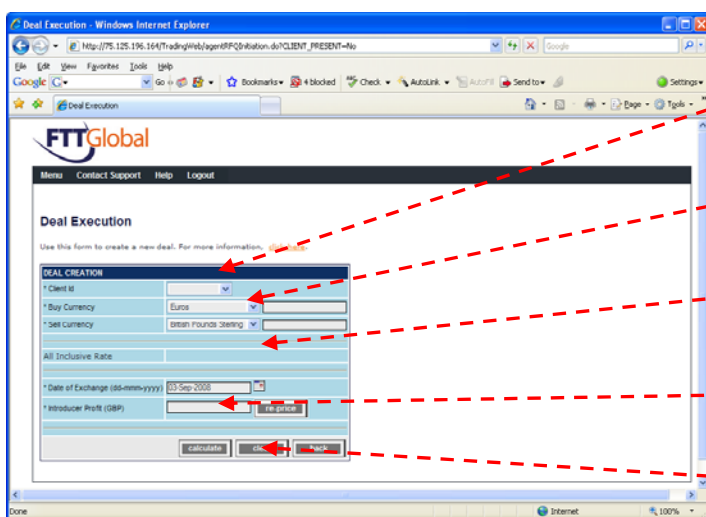 Deal Execution - Windows Internet Explorer
http://75.125.196.164/TradingWeb/agentRFQInitiation.do?CLIENT_PRESENT=No
Google
File Edit View Favorites Tools Help
Google G Go Bookmarks 4 blocked Check AutoLink AutoFill Send to Settings
Deal Execution Page Tools
FTTGlobal
Menu Contact Support Help Logout
Deal Execution
Use this form to create a new deal. For more information, click here.
DEAL CREATION
* Client Id
* Buy Currency Euros
* Sell Currency British Pounds Sterling
All Inclusive Rate
* Date of Exchange (dd-mmm-yyyy) 03-Sep-2008
* Introducer Profit (GBP) re-price
calculate back
Done Internet 100%